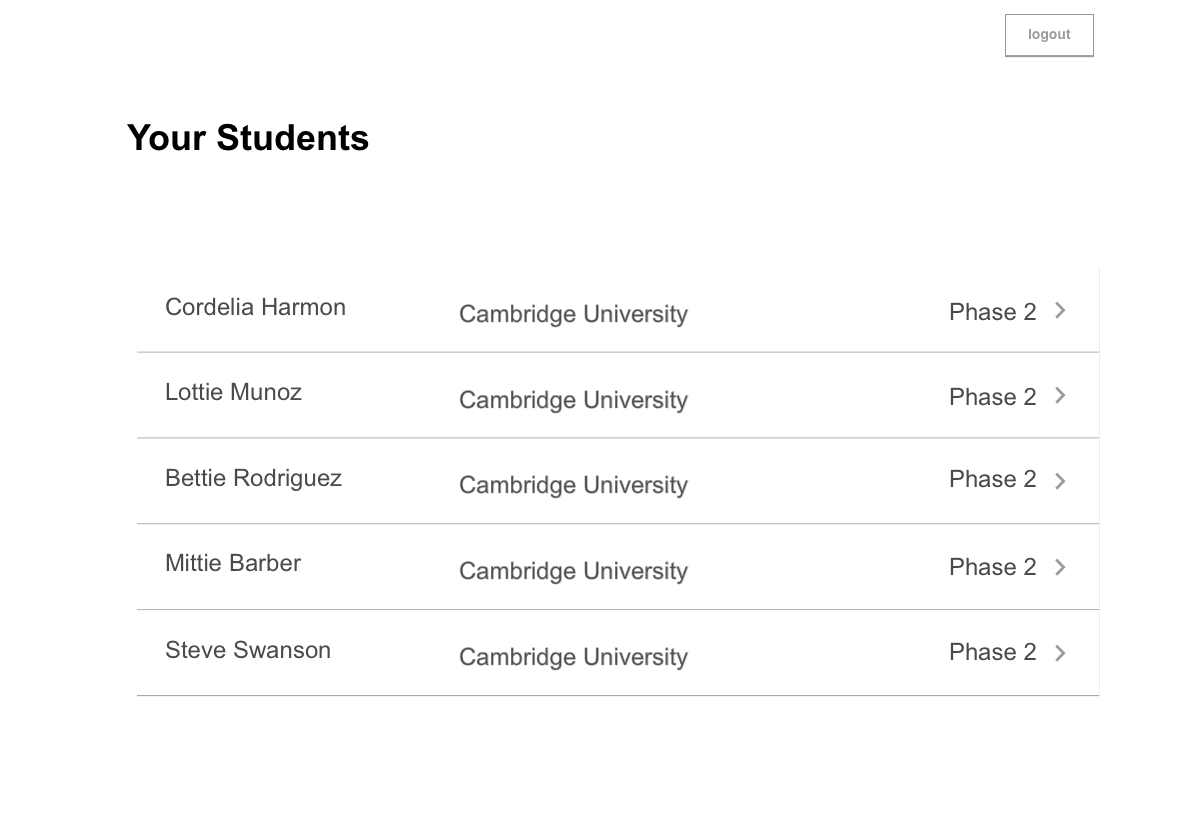 logout
Your Students
Cordelia Harmon Cambridge University Phase 2
Lottie Munoz Cambridge University Phase 2
Bettie Rodriguez Cambridge University Phase 2
Mittie Barber Cambridge University Phase 2
Steve Swanson Cambridge University Phase 2